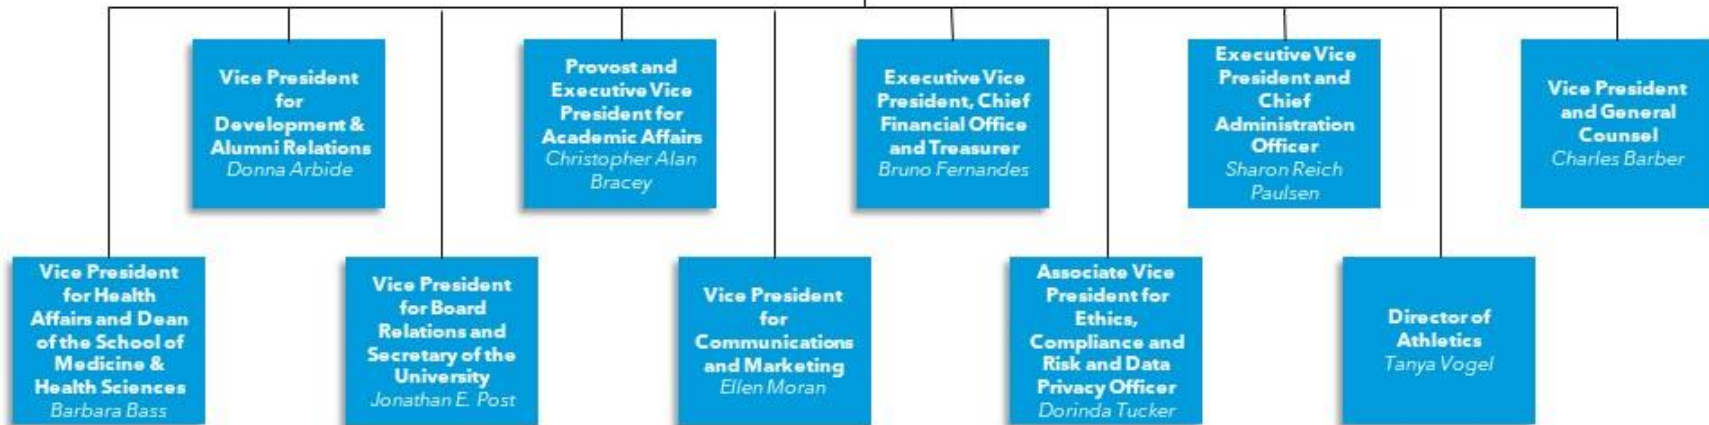 Vice President
for
Development &
Alumni Relations
Donna Arbide
Provost and
Executive Vice
President for
Academic Affairs
Christopher Alan
Bracey
Executive Vice
President, Chief
Financial Office
and Treasurer
Bruno Fernandes
Executive Vice
President and
Chief
Administration
Officer
Sharon Reich
Paulsen
Vice President
and General
Counsel
Charles Barber
Vice President
for Health
Affairs and Dean
of the School of
Medicine &
Health Sciences
Barbara Bass
Vice President
for Board
Relations and
Secretary of the
University
Jonathan E. Post
Vice President
for
Communications
and Marketing
Ellen Moran
Associate Vice
President for
Ethics,
Compliance and
Risk and Data
Privacy Officer
Dorinda Tucker
Director of
Athletics
Tanya Vogel